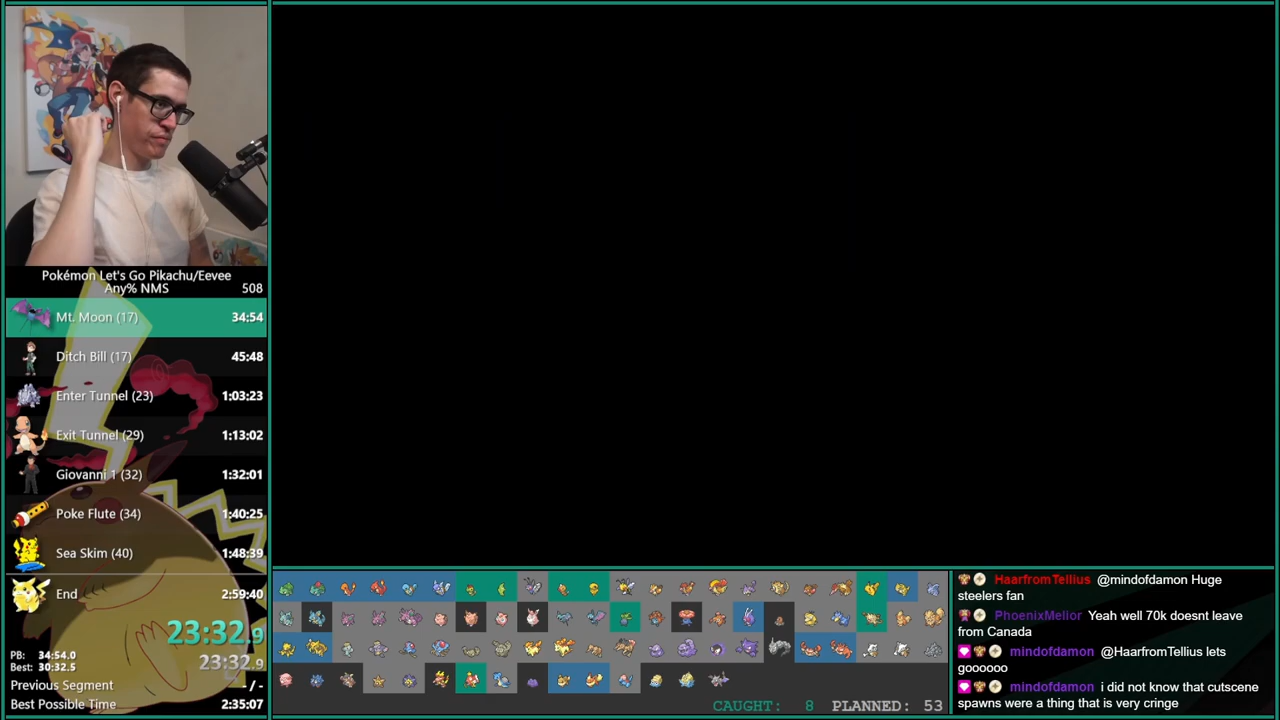 Pokémon Let's Go Pikachu/Eevee
Any% NMS 508
Mt. Moon (17) 34:54
Ditch Bill (17) 45:48
Enter Tunnel (23) 1:03:23
Exit Tunnel (29) 1:13:02
Giovanni 1 (32) 1:32:01
Poke Flute (34) 1:40:25
Sea Skim (40) 1:48:39
End 2:59:40
23:32.9
PB: 34:54.0
23:32.9
Best: 30:32.5
Previous Segment - / -
Best Possible Time 2:35:07
CAUGHT: 8 PLANNED: 53
HaarfromTellius @mindofdamon Huge
steelers fan
PhoenixMelior Yeah well 70k doesnt leave
from Canada
mindofdamon @HaarfromTellius lets
goooooo
mindofdamon i did not know that cutscene
spawns were a thing that is very cringe